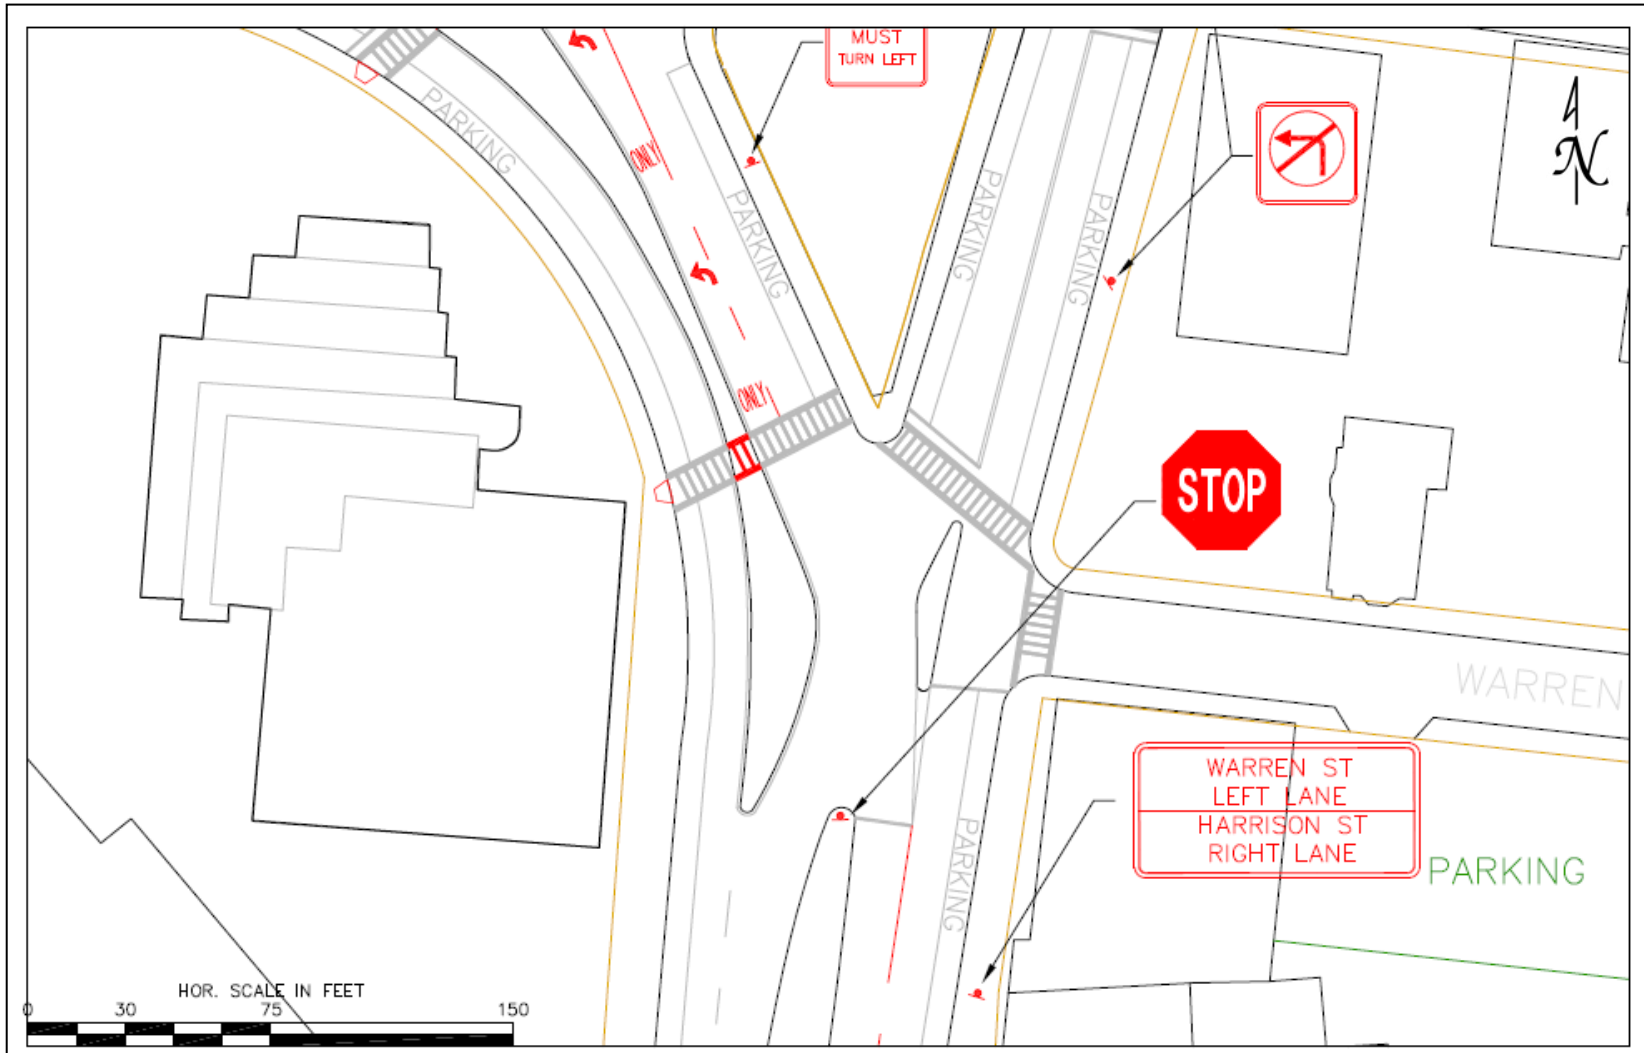 MUST
TURN LEFT
PARKING
ONLY
PARKING
PARKING
PARKING
N
ONLY
STOP
WARREN
WARREN ST
LEFT LANE
HARRISON ST
RIGHT LANE
PARKING
PARKING
HOR. SCALE IN FEET
0 30 75 150